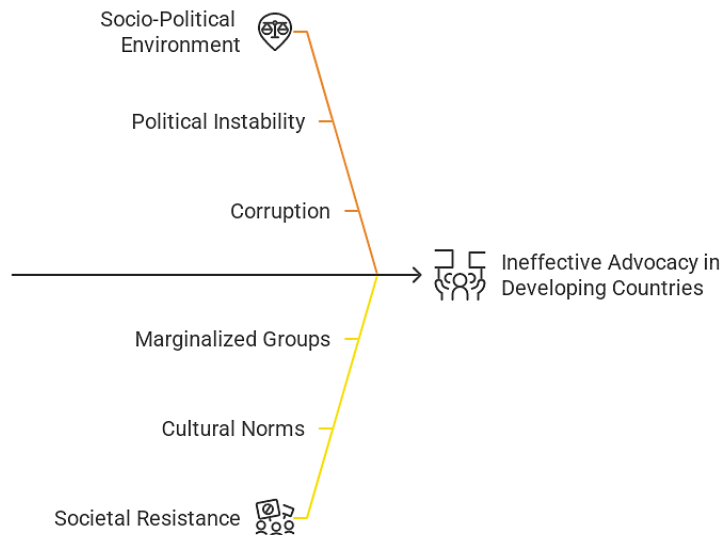 Socio-Political
Environment
Political Instability
Corruption
Ineffective Advocacy in
Developing Countries
Marginalized Groups
Cultural Norms
Societal Resistance